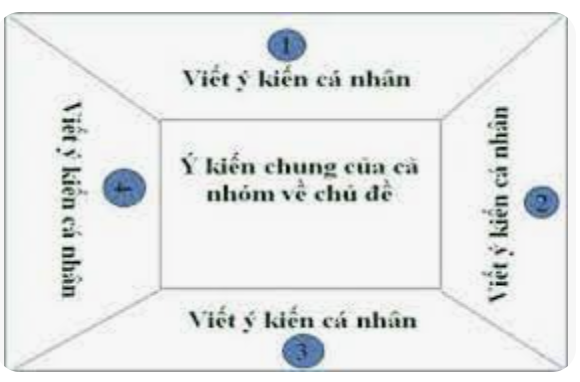 1
Viết ý kiến cá nhân
Viết ý kiến cá nhân
4
Ý kiến chung của cả
nhóm về chủ đề
Viết ý kiến cá nhân
2
Viết ý kiến cá nhân
3